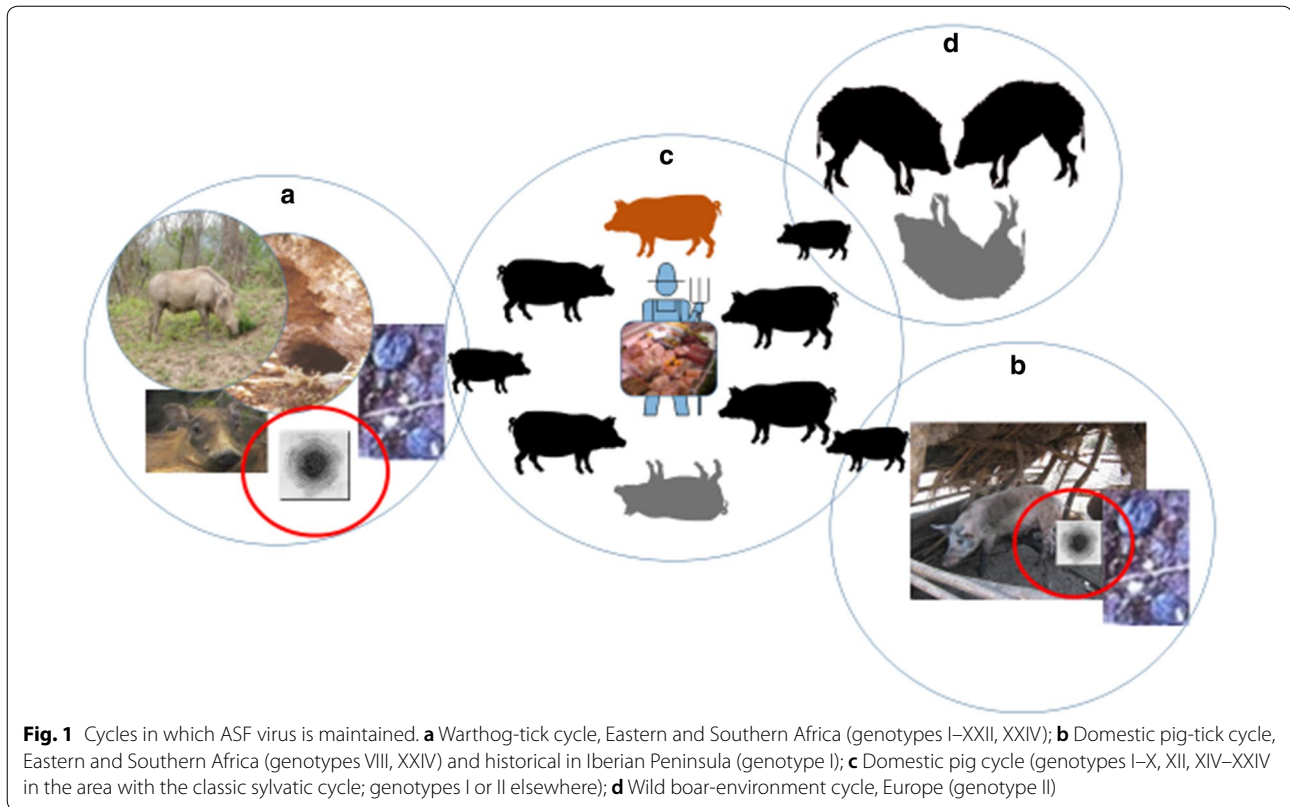 d
c
a
b
Fig. 1 Cycles in which ASF virus is maintained. a Warthog-tick cycle, Eastern and Southern Africa (genotypes I–XXII, XXIV); b Domestic pig-tick cycle,
Eastern and Southern Africa (genotypes VIII, XXIV) and historical in Iberian Peninsula (genotype I); c Domestic pig cycle (genotypes I–X, XII, XIV–XXIV
in the area with the classic sylvatic cycle; genotypes I or II elsewhere); d Wild boar-environment cycle, Europe (genotype II)